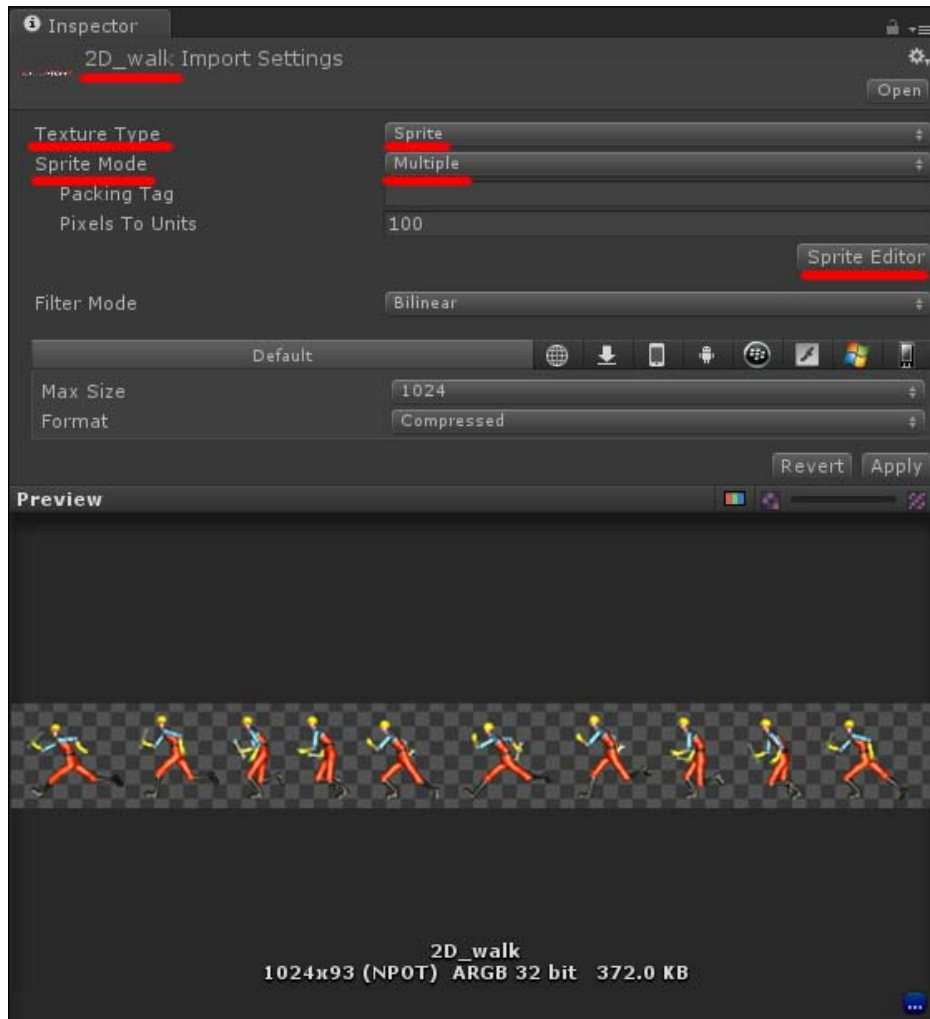 Inspector
2D_walk Import Settings
Open
Texture Type Sprite
Sprite Mode Multiple
Packing Tag
Pixels To Units 100
Sprite Editor
Filter Mode Bilinear
Default
Max Size 1024
Format Compressed
Revert Apply
Preview
2D_walk
1024x93 (NPOT) ARGB 32 bit 372.0 KB